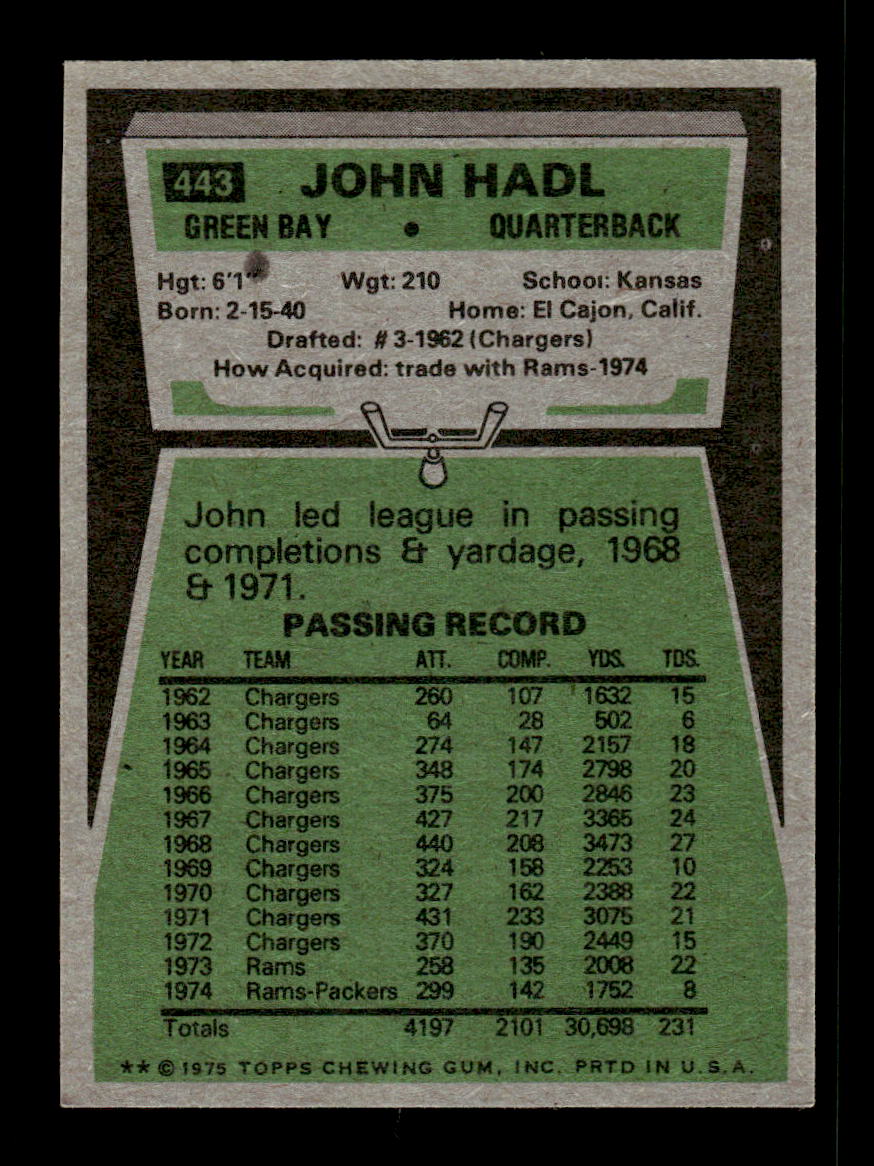 443 JOHN HADL
GREEN BAY • QUARTERBACK
Hgt: 6'1" Wgt: 210 School: Kansas
Born: 2-15-40 Home: El Cajon, Calif.
Drafted: #3-1962 (Chargers)
How Acquired: trade with Rams-1974
John led league in passing
completions & yardage, 1968
& 1971.
PASSING RECORD
YEAR TEAM ATT. COMP. YDS. TDS.
1962 Chargers 260 107 1632 15
1963 Chargers 64 28 502 6
1964 Chargers 274 147 2157 18
1965 Chargers 348 174 2798 20
1966 Chargers 375 200 2846 23
1967 Chargers 427 217 3365 24
1968 Chargers 440 208 3473 27
1969 Chargers 324 158 2253 10
1970 Chargers 327 162 2388 22
1971 Chargers 431 233 3075 21
1972 Chargers 370 190 2449 15
1973 Rams 258 135 2008 22
1974 Rams-Packers 299 142 1752 8
Totals 4197 2101 30,698 231
** © 1975 TOPPS CHEWING GUM, INC. PRTD IN U.S.A.